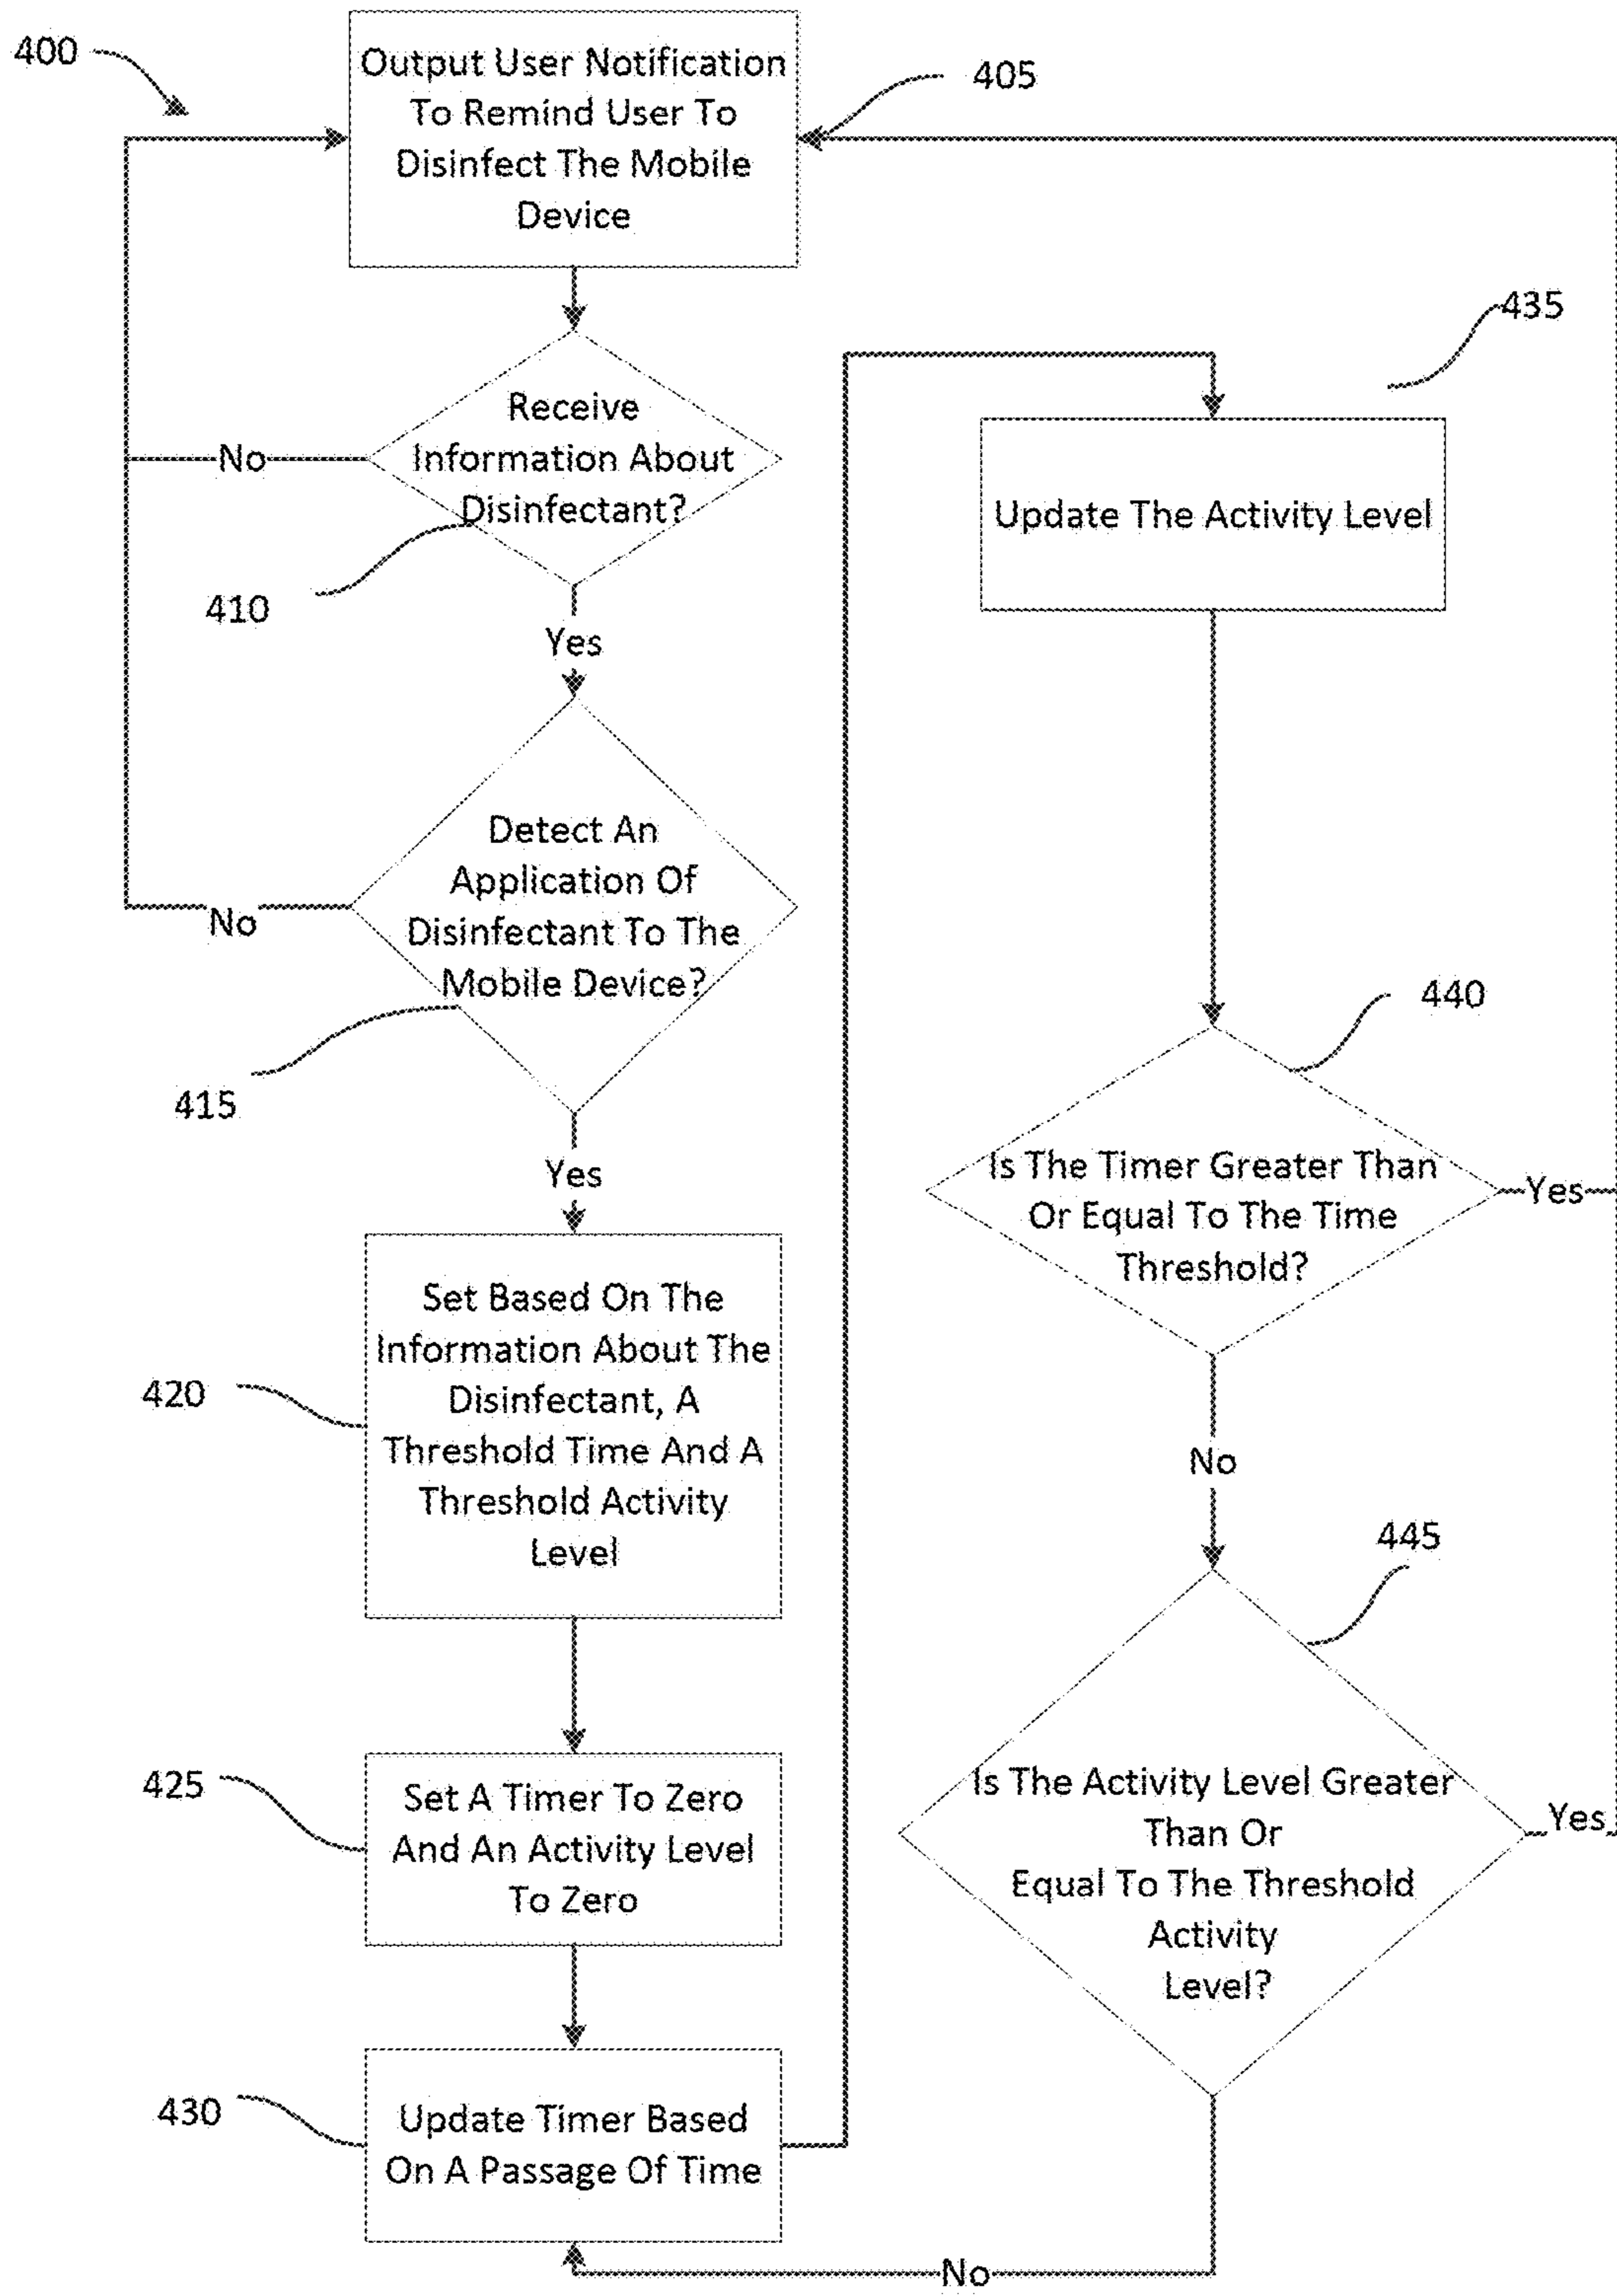 400
Output User Notification
To Remind User To
Disinfect The Mobile
Device
405
Receive
Information About
Disinfectant?
No
410
Yes
Detect An
Application Of
Disinfectant To The
Mobile Device?
No
415
Yes
Set Based On The
Information About The
Disinfectant, A
Threshold Time And A
Threshold Activity
Level
420
Set A Timer To Zero
And An Activity Level
To Zero
425
Update Timer Based
On A Passage Of Time
430
435
Update The Activity Level
440
Is The Timer Greater Than
Or Equal To The Time
Threshold?
Yes
No
445
Is The Activity Level Greater
Than Or
Equal To The Threshold
Activity
Level?
Yes
No